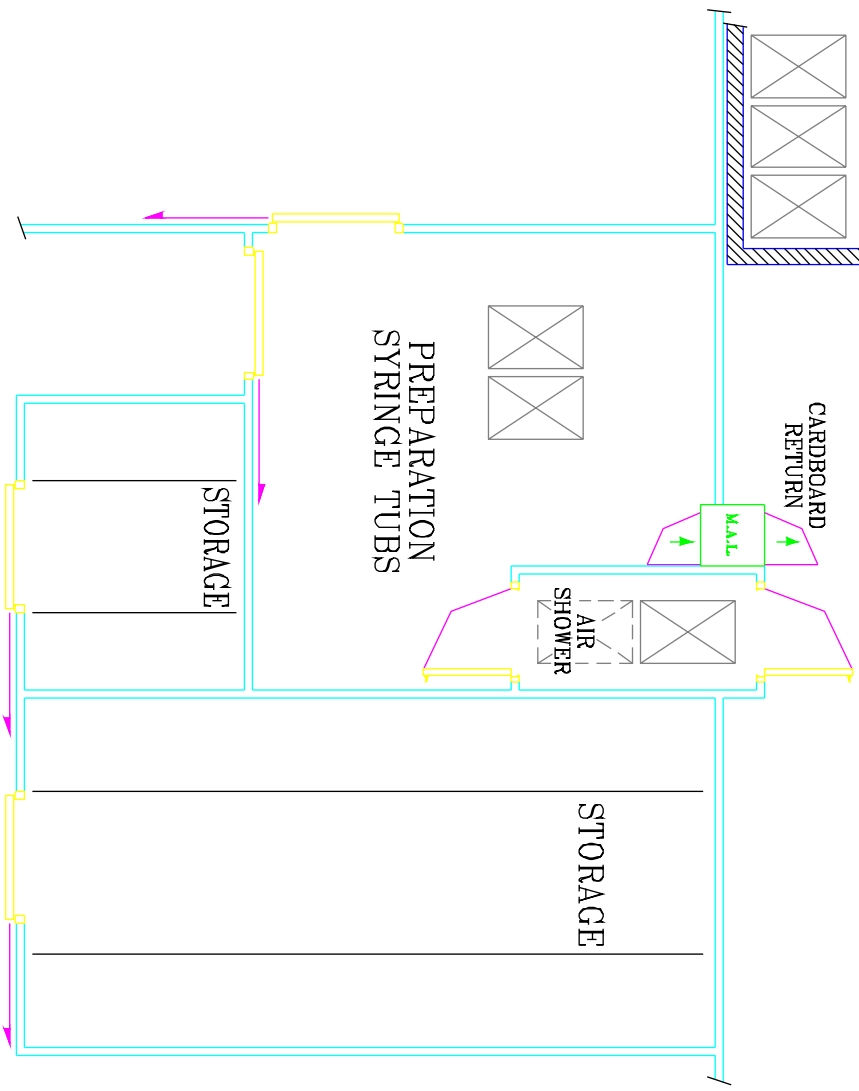 CARDBOARD
RETURN
M.A.L.
PREPARATION
SYRINGE TUBS
AIR
SHOWER
STORAGE
STORAGE